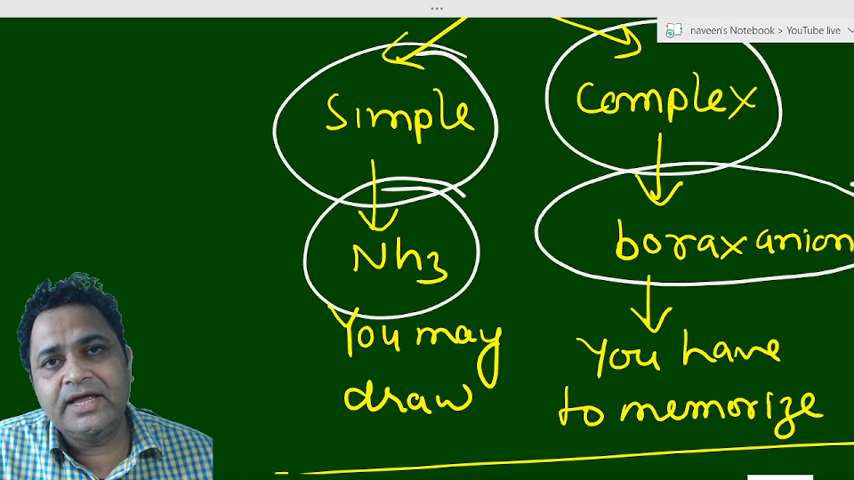 naveen's Notebook > YouTube live
Simple
Complex
Nh3
borax anion
You may
draw
You have
to memorize